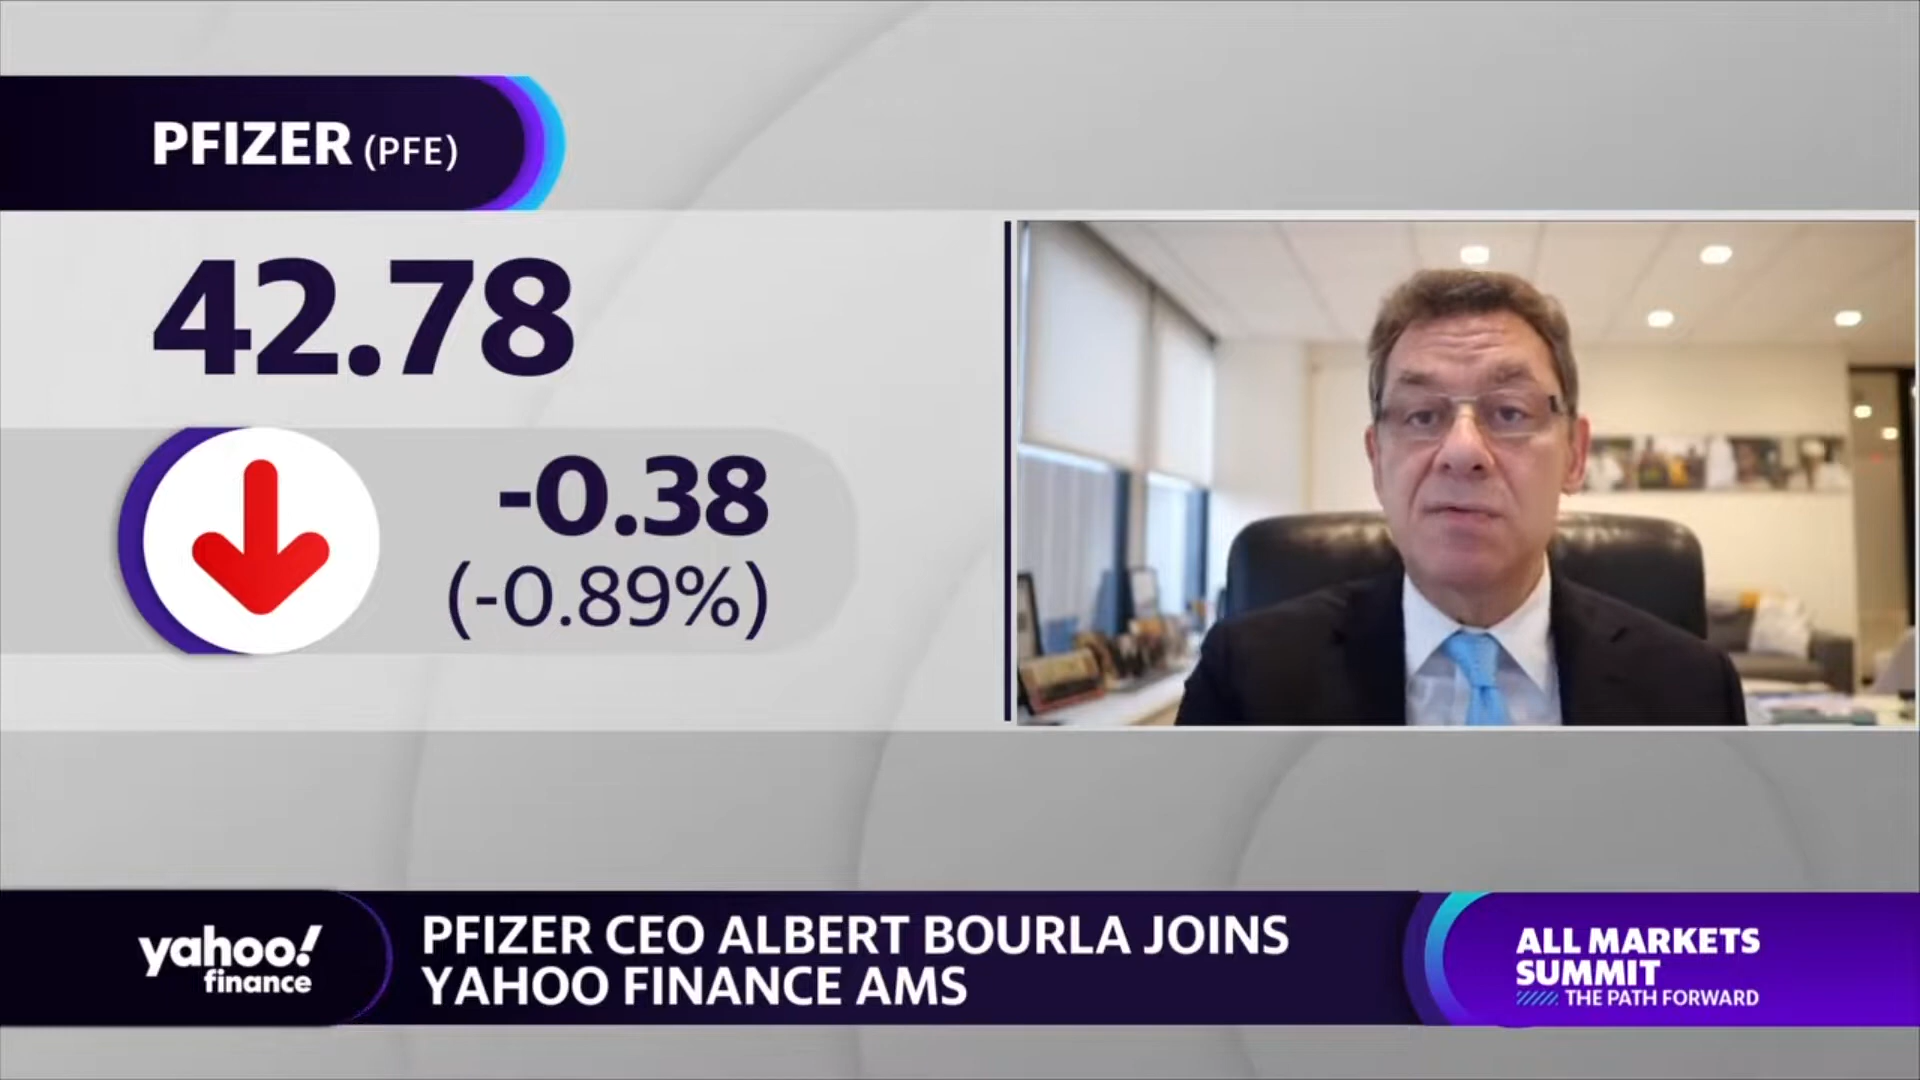 PFIZER (PFE)
42.78
-0.38
(-0.89%)
yahoo!
finance
PFIZER CEO ALBERT BOURLA JOINS
YAHOO FINANCE AMS
ALL MARKETS
SUMMIT
THE PATH FORWARD